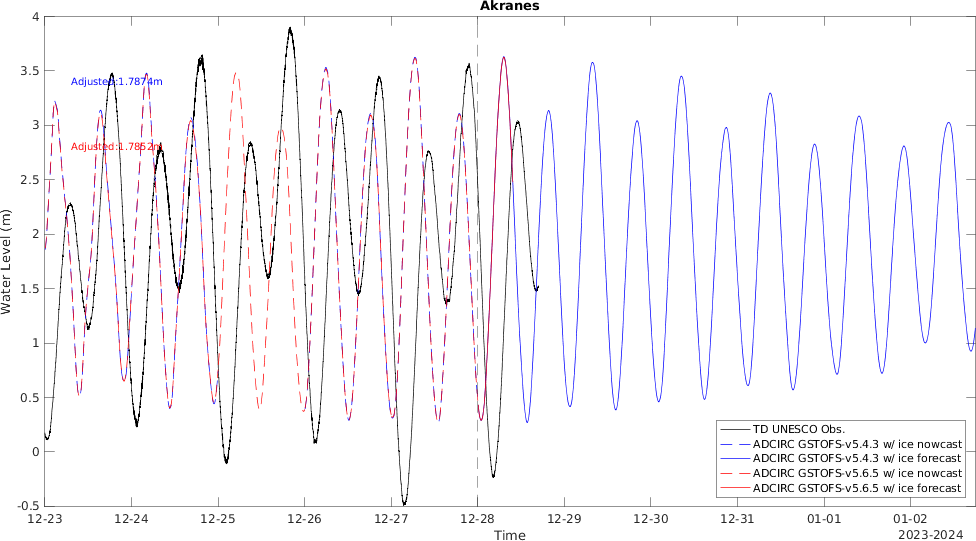 Akranes
4
3.5
3
2.5
2
1.5
1
0.5
0
-0.5
Water Level (m)
Adjusted:1.7874m
Adjusted:1.7852m
TD UNESCO Obs.
ADCIRC GSTOFS-v5.4.3 w/ ice nowcast
ADCIRC GSTOFS-v5.4.3 w/ ice forecast
ADCIRC GSTOFS-v5.6.5 w/ ice nowcast
ADCIRC GSTOFS-v5.6.5 w/ ice forecast
12-23 12-24 12-25 12-26 12-27 12-28 12-29 12-30 12-31 01-01 01-02
Time
2023-2024